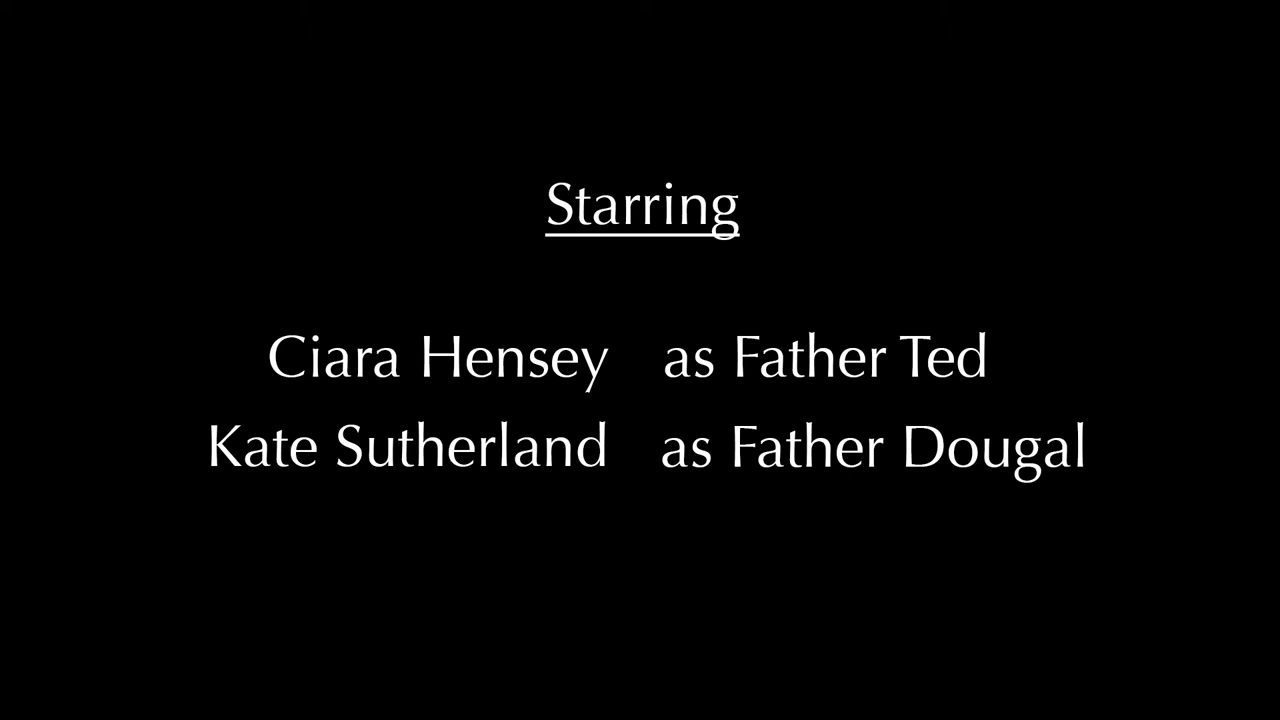 Starring
Ciara Hensey as Father Ted
Kate Sutherland as Father Dougal